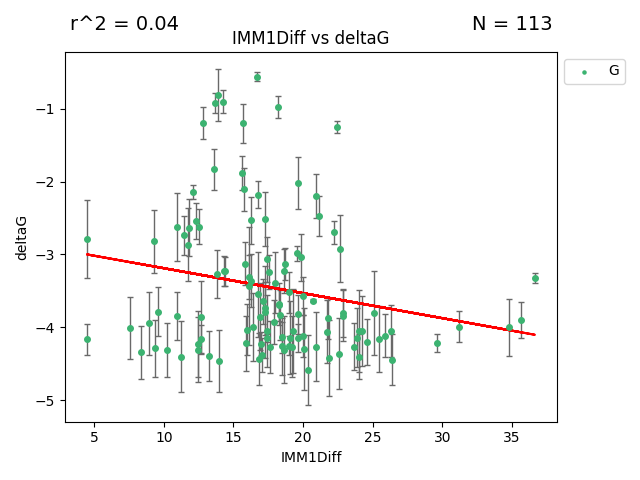 r^2 = 0.04
N = 113
IMM1Diff vs deltaG
G
deltaG
−1
−2
−3
−4
−5
5 10 15 20 25 30 35
IMM1Diff